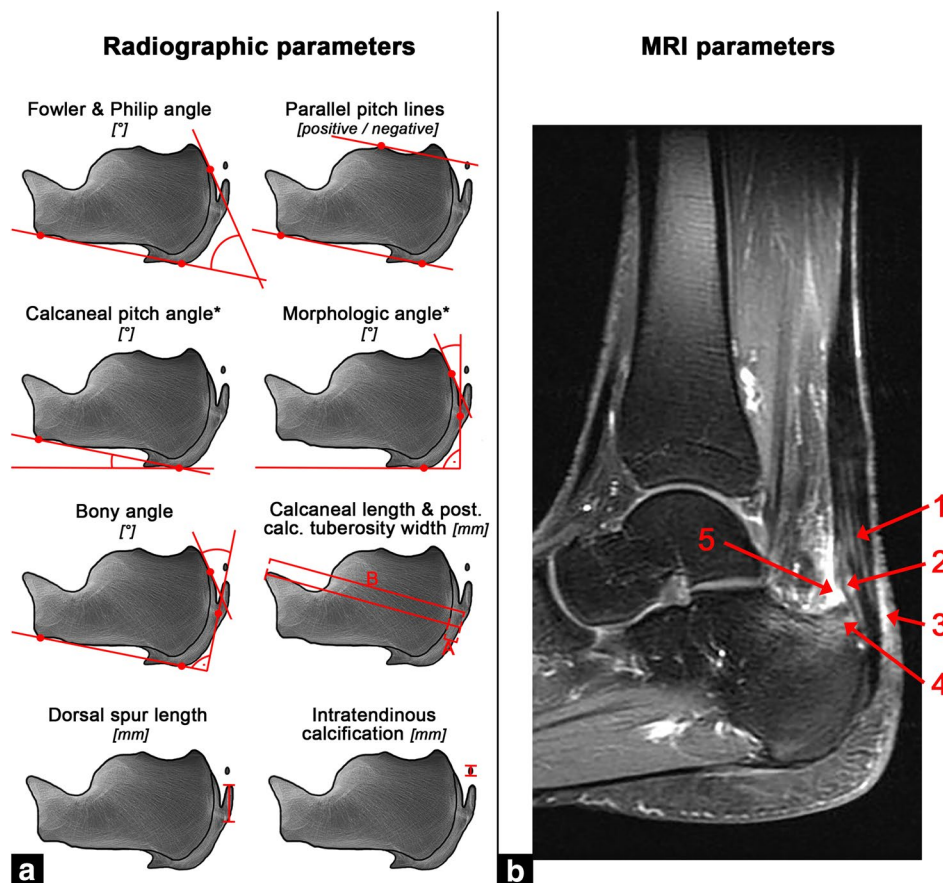 Radiographic parameters
Fowler & Philip angle
[°]
Parallel pitch lines
[positive / negative]
Calcaneal pitch angle*
[°]
Morphologic angle*
[°]
Bony angle
[°]
Calcaneal length & post.
calc. tuberosity width [mm]
B
A
Dorsal spur length
[mm]
Intratendinous
calcification [mm]
a
MRI parameters
1
5
2
3
4
b